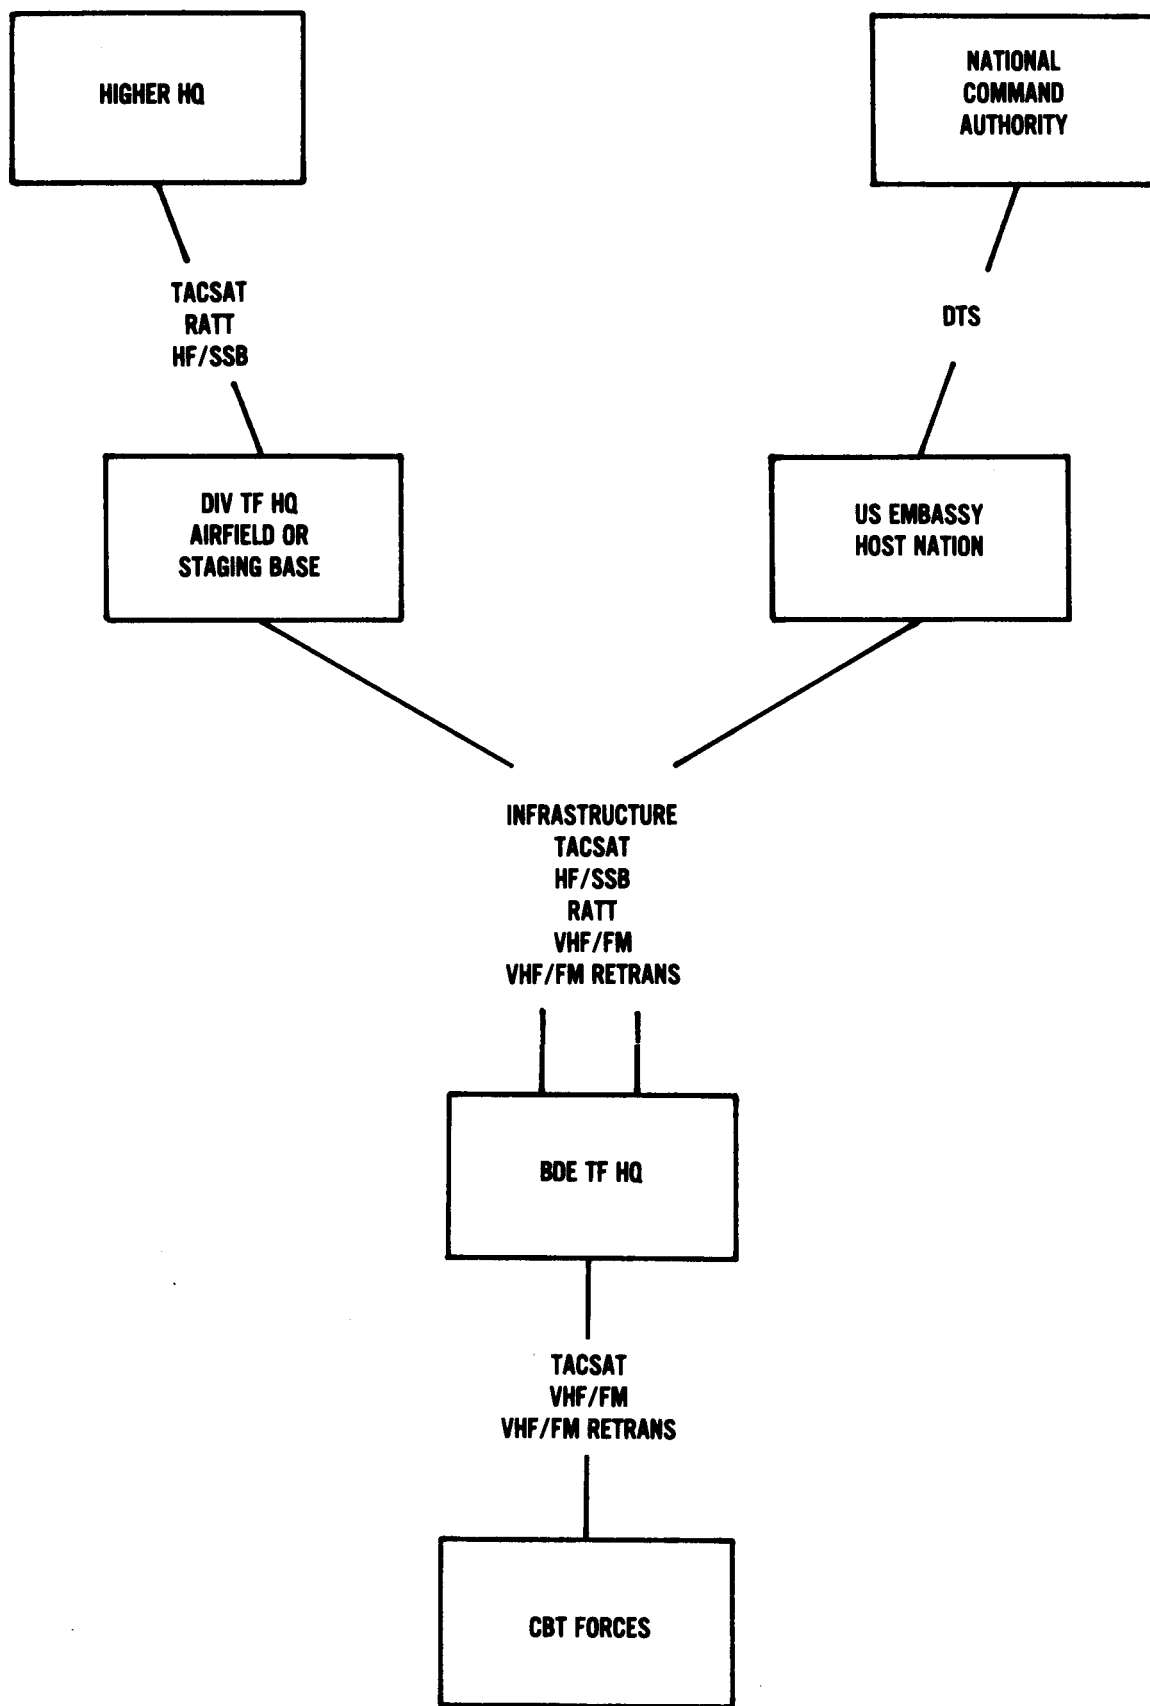 HIGHER HQ
NATIONAL
COMMAND
AUTHORITY
TACSAT
RATT
HF/SSB
DTS
DIV TF HQ
AIRFIELD OR
STAGING BASE
US EMBASSY
HOST NATION
INFRASTRUCTURE
TACSAT
HF/SSB
RATT
VHF/FM
VHF/FM RETRANS
BDE TF HQ
TACSAT
VHF/FM
VHF/FM RETRANS
CBT FORCES